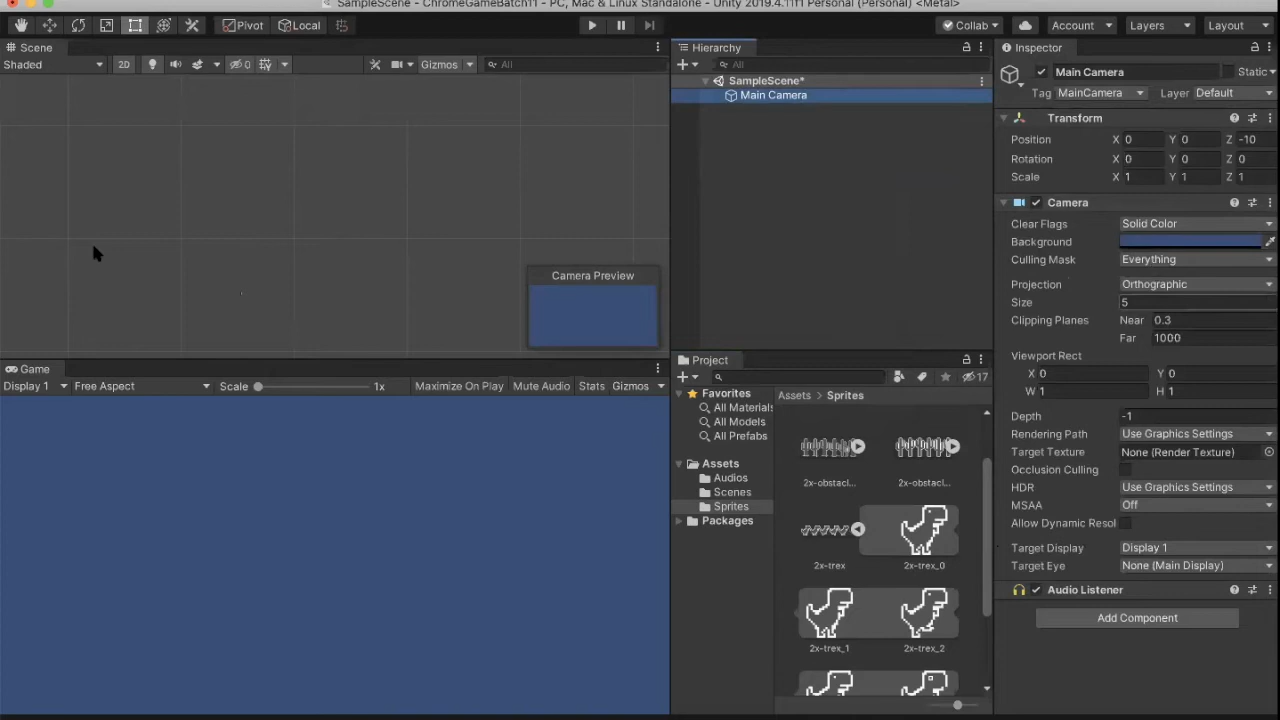 SampleScene - ChromeGameBatch11 - PC, Mac & Linux Standalone - Unity 2019.4.11f1 Personal (Personal) <Metal>
Pivot Local Collab Account Layers Layout
Scene
Shaded 2D 0 Gizmos All
Camera Preview
Game
Display 1 Free Aspect Scale 1x Maximize On Play Mute Audio Stats Gizmos
Hierarchy
All
SampleScene*
Main Camera
Project
17
Favorites
All Materials
All Models
All Prefabs
Assets
Audios
Scenes
Sprites
Packages
Assets > Sprites
2x-obstacl... 2x-obstacl...
2x-trex 2x-trex_0
2x-trex_1 2x-trex_2
Inspector
Main Camera Static
Tag MainCamera Layer Default
Transform
Position X 0 Y 0 Z -10
Rotation X 0 Y 0 Z 0
Scale X 1 Y 1 Z 1
Camera
Clear Flags Solid Color
Background
Culling Mask Everything
Projection Orthographic
Size 5
Clipping Planes Near 0.3
Far 1000
Viewport Rect
X 0 Y 0
W 1 H 1
Depth -1
Rendering Path Use Graphics Settings
Target Texture None (Render Texture)
Occlusion Culling
HDR Use Graphics Settings
MSAA Off
Allow Dynamic Resol
Target Display Display 1
Target Eye None (Main Display)
Audio Listener
Add Component